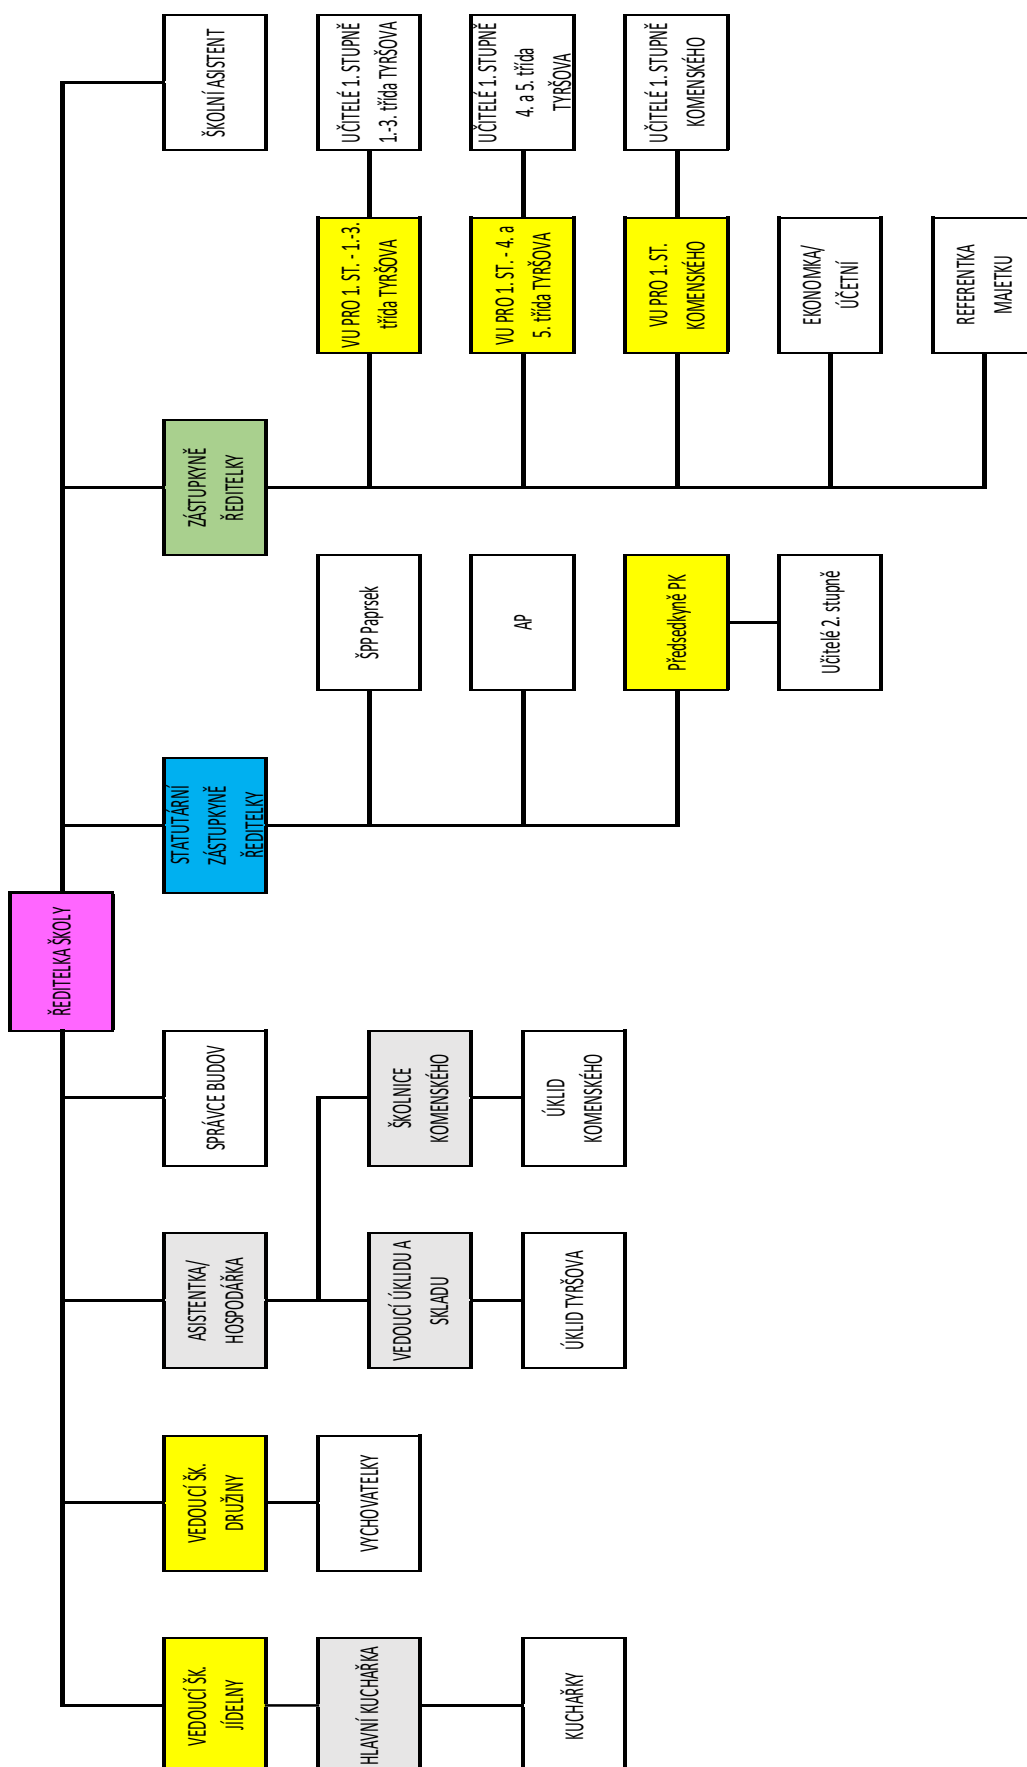 ŘEDITELKA ŠKOLY
VEDOUCÍ ŠK.
JÍDELNY
VEDOUCÍ ŠK.
DRUŽINY
ASISTENTKA/
HOSPODÁŘKA
SPRÁVCE BUDOV
STATUTÁRNÍ
ZÁSTUPKYNĚ
ŘEDITELKY
ZÁSTUPKYNĚ
ŘEDITELKY
ŠKOLNÍ ASISTENT
HLAVNÍ KUCHAŘKA
VYCHOVATELKY
VEDOUCÍ ÚKLIDU A
SKLADU
ŠKOLNICE
KOMENSKÉHO
ŠPP Paprsek
VU PRO 1. ST. - 1.-3.
třída TYRŠOVA
UČITELÉ 1. STUPNĚ
1.-3. třída TYRŠOVA
KUCHAŘKY
ÚKLID TYRŠOVA
ÚKLID
KOMENSKÉHO
AP
VU PRO 1. ST. - 4. a
5. třída TYRŠOVA
UČITELÉ 1. STUPNĚ
4. a 5. třída
TYRŠOVA
Předsedkyně PK
VU PRO 1. ST.
KOMENSKÉHO
UČITELÉ 1. STUPNĚ
KOMENSKÉHO
Učitelé 2. stupně
EKONOMKA/
ÚČETNÍ
REFERENTKA
MAJETKU